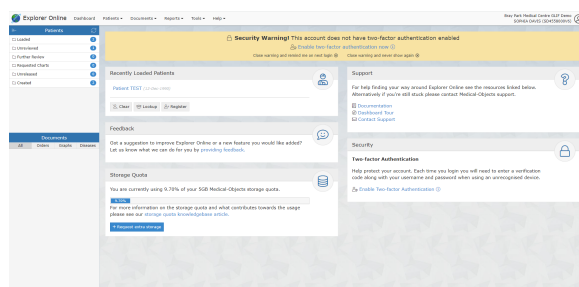 Explorer Online Dashboard Patients Documents Reports Tools Help
Bray Park Medical Centre GLIF Demo
Patients
Loaded
Unreviewed
Further Review
Requested Charts
Unreleased
Created
Documents
All Orders Graphs Diseases
Security Warning! This account does not have two-factor authentication enabled
Enable two-factor authentication now
Close warning and remind me on next login Close warning and never show again
Recently Loaded Patients
Patient TEST
Clear Lookup Register
Feedback
Got a suggestion to improve Explorer Online or a new feature you would like added?
Let us know what we can do for you by providing feedback.
Storage Quota
You are currently using 9.70% of your 5GB Medical-Objects storage quota.
9.70%
For more information on the storage quota and what contributes towards the usage
please see our storage quota knowledgebase article.
+ Request extra storage
Support
For help finding your way around Explorer Online see the resources linked below.
Alternatively if you're still stuck please contact Medical-Objects support.
Documentation
Dashboard Tour
Contact Support
Security
Two-factor Authentication
Help protect your account. Each time you login you will need to enter a verification
code along with your username and password when using an unrecognised device.
Enable Two-factor Authentication